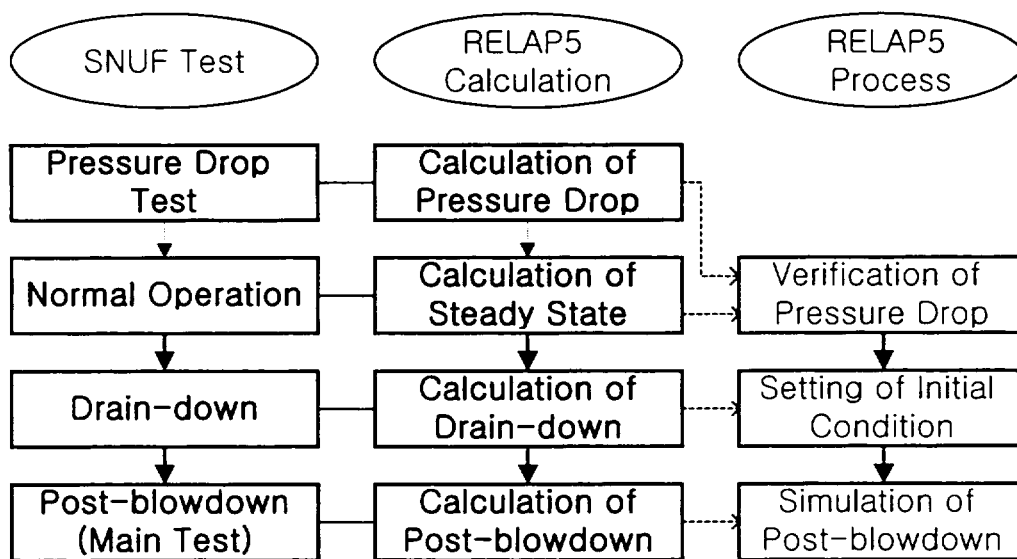 SNUF Test
RELAP5
Calculation
RELAP5
Process
Pressure Drop
Test
Calculation of
Pressure Drop
Normal Operation
Calculation of
Steady State
Verification of
Pressure Drop
Drain-down
Calculation of
Drain-down
Setting of Initial
Condition
Post-blowdown
(Main Test)
Calculation of
Post-blowdown
Simulation of
Post-blowdown